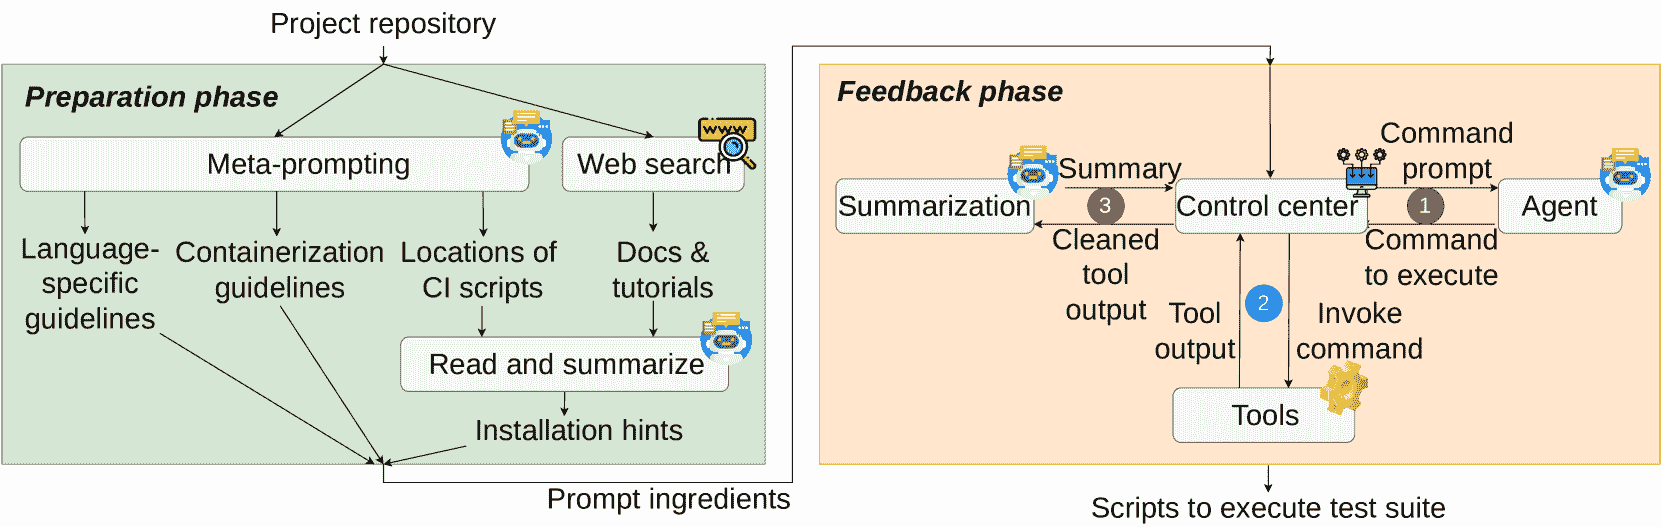 Project repository
Preparation phase
Meta-prompting
www
Web search
Language-
specific
guidelines
Containerization
guidelines
Locations of
CI scripts
Docs &
tutorials
Read and summarize
Installation hints
Prompt ingredients
Feedback phase
Summarization
Summary
3
Cleaned
tool
output
Control center
Command
prompt
1
Command
to execute
Agent
Tool
output
2
Invoke
command
Tools
Scripts to execute test suite